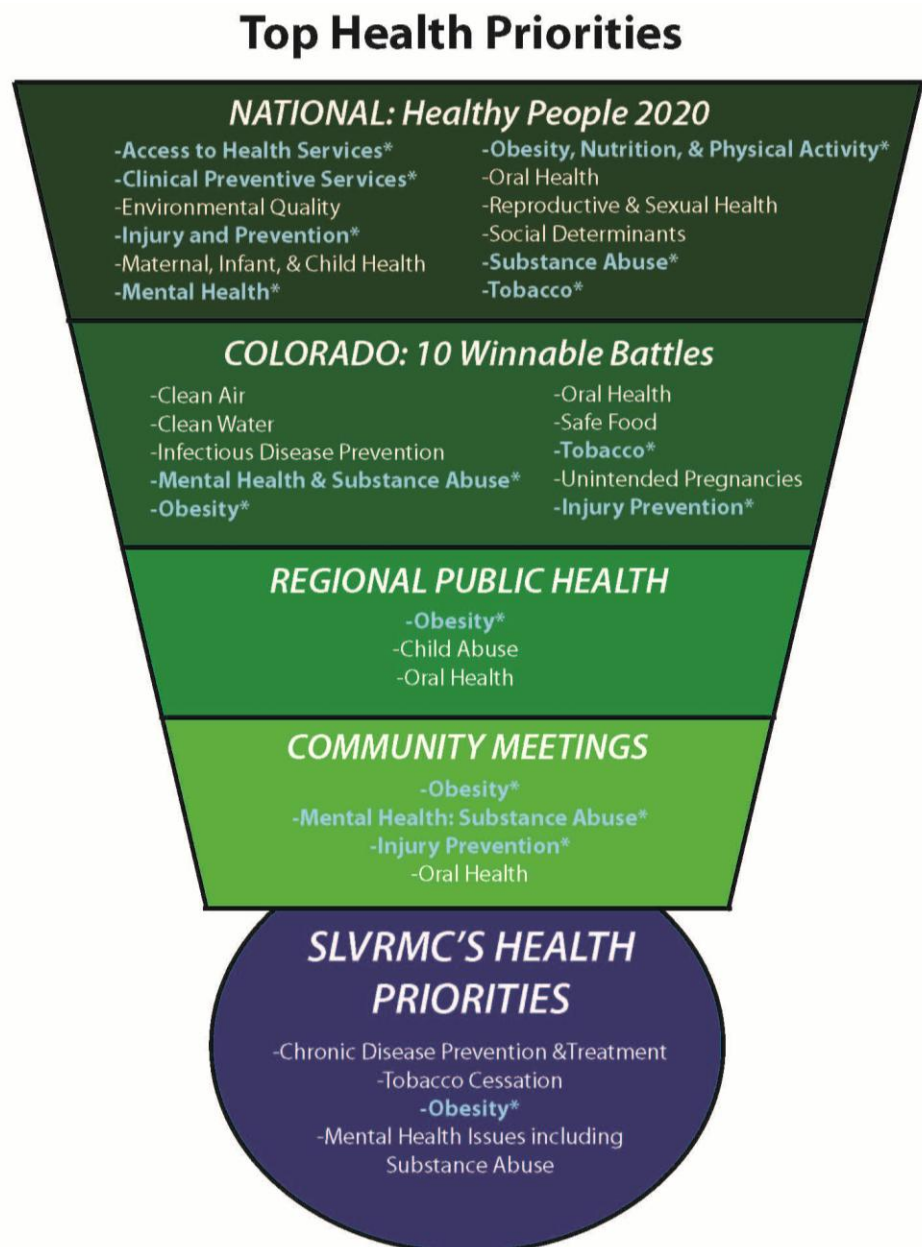 Top Health Priorities
NATIONAL: Healthy People 2020
-Access to Health Services*
-Clinical Preventive Services*
-Environmental Quality
-Injury and Prevention*
-Maternal, Infant, & Child Health
-Mental Health*
-Obesity, Nutrition, & Physical Activity*
-Oral Health
-Reproductive & Sexual Health
-Social Determinants
-Substance Abuse*
-Tobacco*
COLORADO: 10 Winnable Battles
-Clean Air
-Clean Water
-Infectious Disease Prevention
-Mental Health & Substance Abuse*
-Obesity*
-Oral Health
-Safe Food
-Tobacco*
-Unintended Pregnancies
-Injury Prevention*
REGIONAL PUBLIC HEALTH
-Obesity*
-Child Abuse
-Oral Health
COMMUNITY MEETINGS
-Obesity*
-Mental Health: Substance Abuse*
-Injury Prevention*
-Oral Health
SLVRMC'S HEALTH
PRIORITIES
-Chronic Disease Prevention &Treatment
-Tobacco Cessation
-Obesity*
-Mental Health Issues including
Substance Abuse